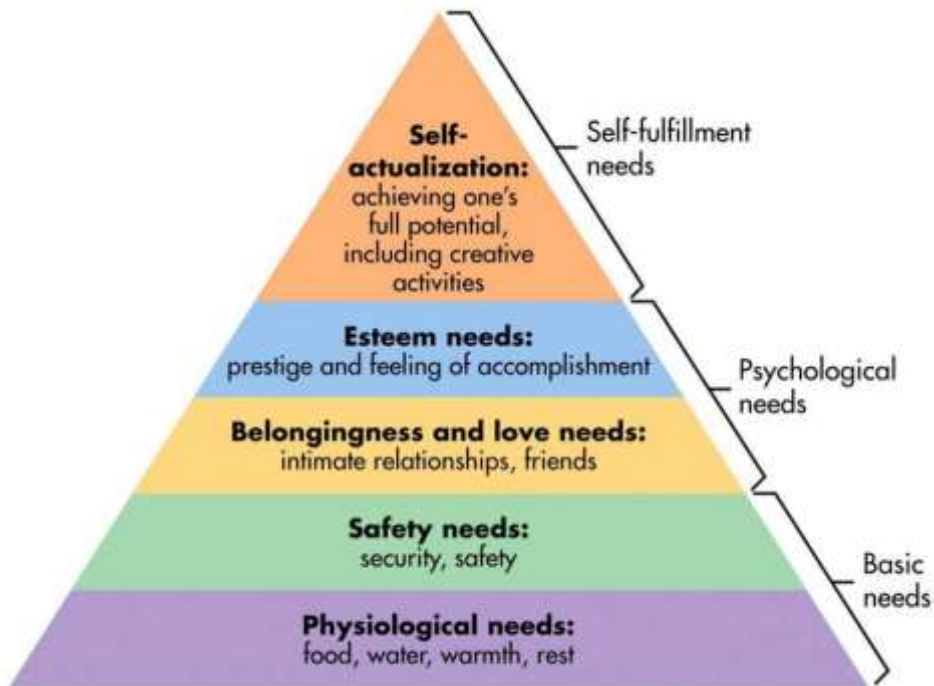 Self-
actualization:
achieving one's
full potential,
including creative
activities
Self-fulfillment
needs
Esteem needs:
prestige and feeling of accomplishment
Psychological
needs
Belongingness and love needs:
intimate relationships, friends
Safety needs:
security, safety
Basic
needs
Physiological needs:
food, water, warmth, rest